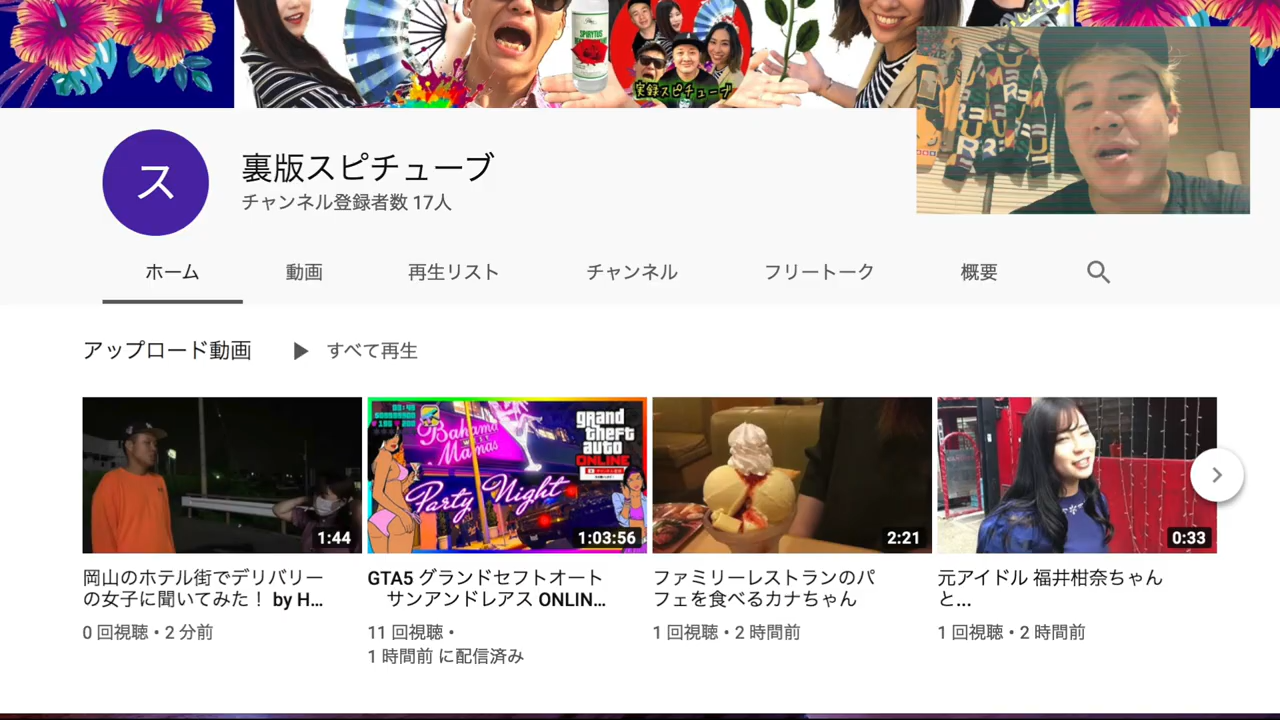 SPIRYTUS
実録スピチューブ
ス
裏版スピチューブ
チャンネル登録者数 17人
ホーム
動画
再生リスト
チャンネル
フリートーク
概要
アップロード動画
すべて再生
Bahama
Mamas
Party Night
grand
theft
auto
ONLINE
1:44
1:03:56
2:21
0:33
岡山のホテル街でデリバリー
の女子に聞いてみた！ by H...
0 回視聴・2 分前
GTA5 グランドセフトオート
サンアンドレアス ONLIN...
11 回視聴・
1 時間前 に配信済み
ファミリーレストランのパ
フェを食べるカナちゃん
1 回視聴・2 時間前
元アイドル 福井柑奈ちゃん
と...
1 回視聴・2 時間前